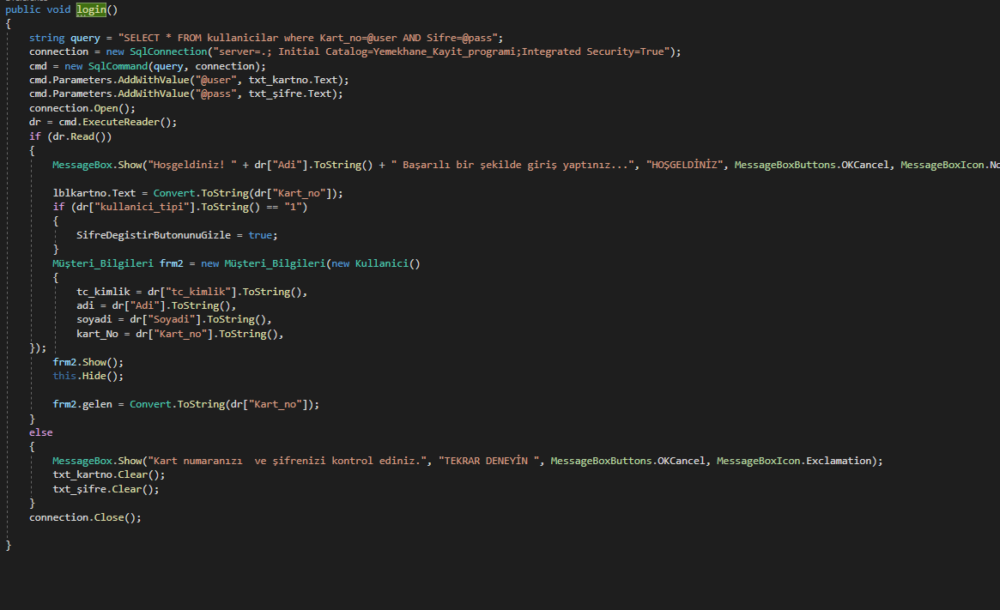 public void login()
{
string query = "SELECT * FROM kullanicilar where Kart_no=@user AND Sifre=@pass";
connection = new SqlConnection("server=.; Initial Catalog=Yemekhane_Kayit_programi;Integrated Security=True");
cmd = new SqlCommand(query, connection);
cmd.Parameters.AddWithValue("@user", txt_kartno.Text);
cmd.Parameters.AddWithValue("@pass", txt_şifre.Text);
connection.Open();
dr = cmd.ExecuteReader();
if (dr.Read())
{
MessageBox.Show("Hoşgeldiniz! " + dr["Adi"].ToString() + " Başarılı bir şekilde giriş yaptınız...", "HOŞGELDİNİZ", MessageBoxButtons.OKCancel, MessageBoxIcon.No
lblkartno.Text = Convert.ToString(dr["Kart_no"]);
if (dr["kullanici_tipi"].ToString() == "1")
{
SifreDegistirButonunuGizle = true;
}
Müşteri_Bilgileri frm2 = new Müşteri_Bilgileri(new Kullanici()
{
tc_kimlik = dr["tc_kimlik"].ToString(),
adi = dr["Adi"].ToString(),
soyadi = dr["Soyadi"].ToString(),
kart_No = dr["Kart_no"].ToString(),
});
frm2.Show();
this.Hide();
frm2.gelen = Convert.ToString(dr["Kart_no"]);
}
else
{
MessageBox.Show("Kart numaranızı  ve şifrenizi kontrol ediniz.", "TEKRAR DENEYİN ", MessageBoxButtons.OKCancel, MessageBoxIcon.Exclamation);
txt_kartno.Clear();
txt_şifre.Clear();
}
connection.Close();
}